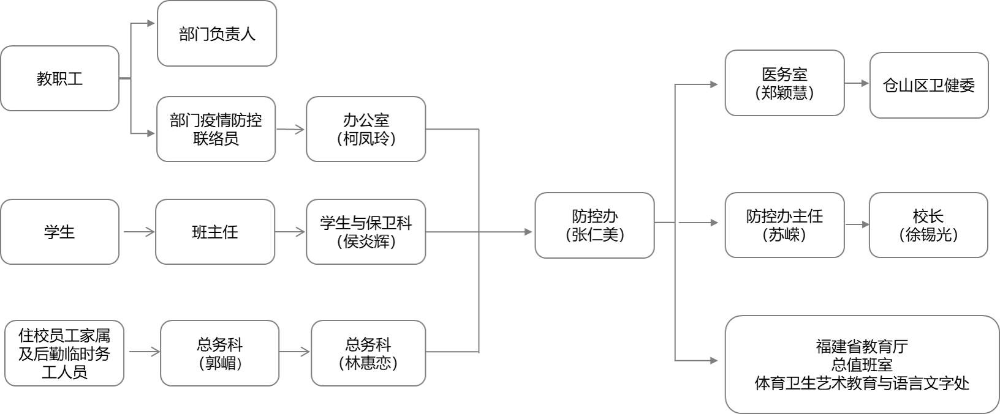 部门负责人
教职工
部门疫情防控
联络员
办公室
（柯凤玲）
医务室
（郑颖慧）
仓山区卫健委
学生
班主任
学生与保卫科
（侯炎辉）
防控办
（张仁美）
防控办主任
（苏嵘）
校长
（徐锡光）
住校员工家属
及后勤临时务
工人员
总务科
（郭嵋）
总务科
（林惠恋）
福建省教育厅
总值班室
体育卫生艺术教育与语言文字处